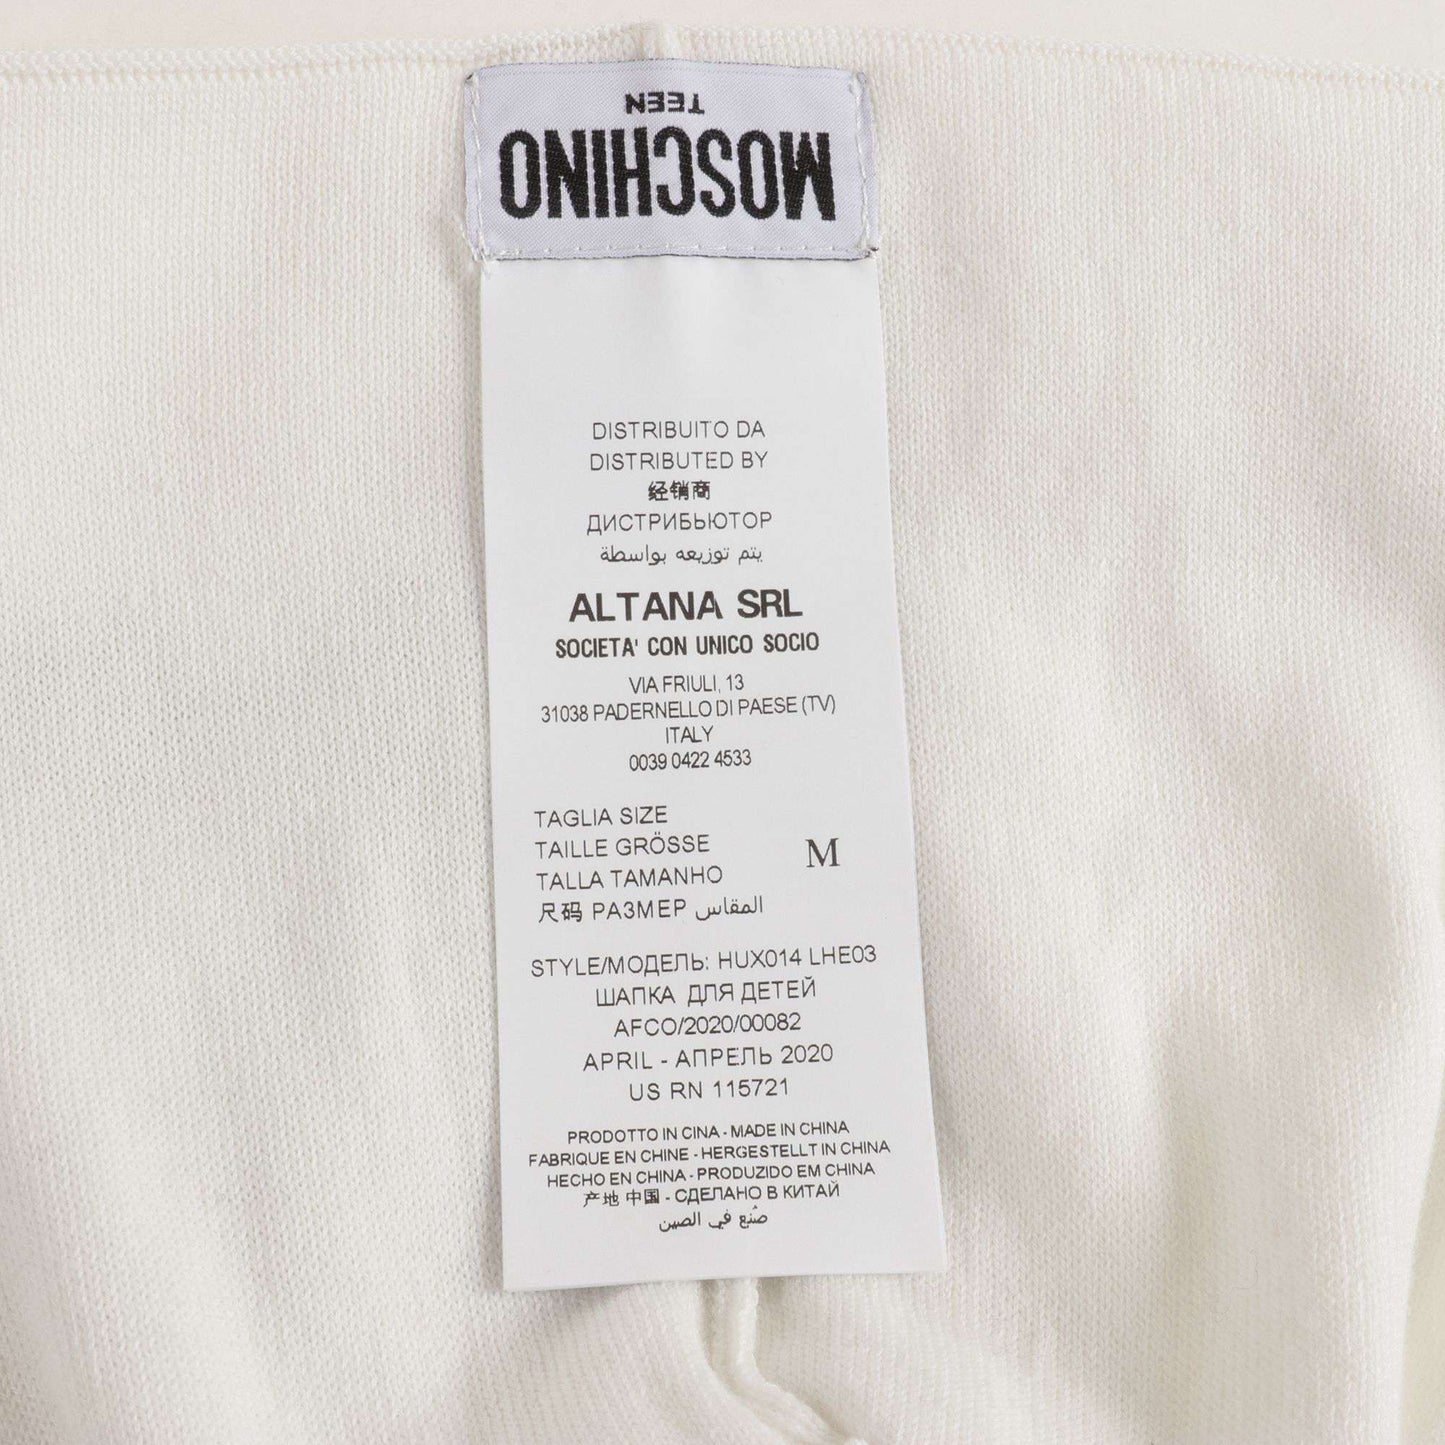 MOSCHINO
TEEN
DISTRIBUITO DA
DISTRIBUTED BY
经销商
ДИСТРИБЬЮТОР
يتم توزيعه بواسطة
ALTANA SRL
SOCIETA' CON UNICO SOCIO
VIA FRIULI, 13
31038 PADERNELLO DI PAESE (TV)
ITALY
0039 0422 4533
TAGLIA SIZE
TAILLE GRÖSSE
M
TALLA TAMANHO
尺码 РАЗМЕР المقاس
STYLE/МОДЕЛЬ: HUX014 LHE03
ШАПКА ДЛЯ ДЕТЕЙ
AFCO/2020/00082
APRIL - АПРЕЛЬ 2020
US RN 115721
PRODOTTO IN CINA - MADE IN CHINA
FABRIQUE EN CHINE - HERGESTELLT IN CHINA
HECHO EN CHINA - PRODUZIDO EM CHINA
产地 中国 - СДЕЛАНО В КИТАЙ
صُنع في الصين